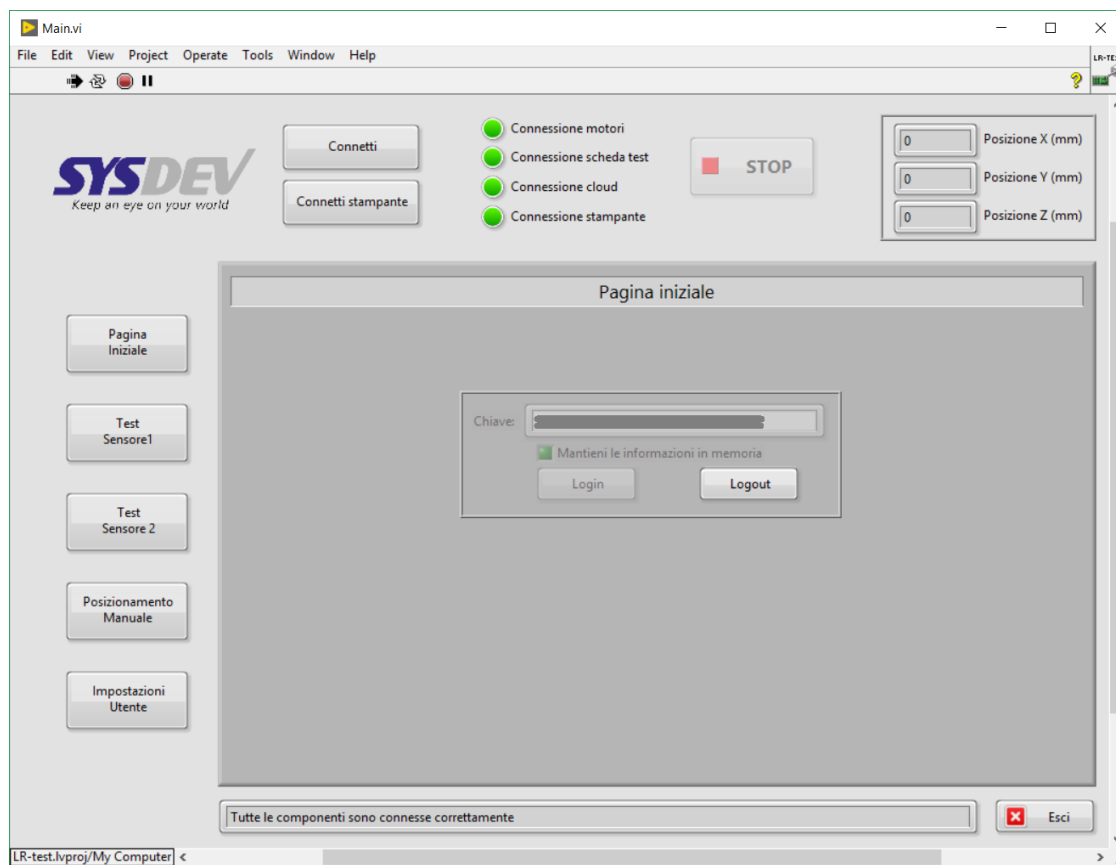 Main.vi
File Edit View Project Operate Tools Window Help
LR-TE
SYSDEV
Keep an eye on your world
Connetti
Connetti stampante
Connessione motori
Connessione scheda test
Connessione cloud
Connessione stampante
STOP
0 Posizione X (mm)
0 Posizione Y (mm)
0 Posizione Z (mm)
Pagina iniziale
Pagina
Iniziale
Test
Sensore1
Test
Sensore 2
Posizionamento
Manuale
Impostazioni
Utente
Chiave:
Mantieni le informazioni in memoria
Login Logout
Tutte le componenti sono connesse correttamente
Esci
LR-test.lvproj/My Computer